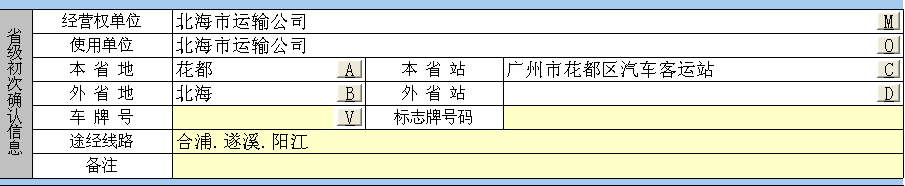 省级初次确认信息
经营权单位 北海市运输公司 M
使用单位 北海市运输公司 O
本省地 花都 A 本省站 广州市花都区汽车客运站 C
外省地 北海 B 外省站 D
车牌号 V 标志牌号码
途经线路 合浦.遂溪.阳江
备注